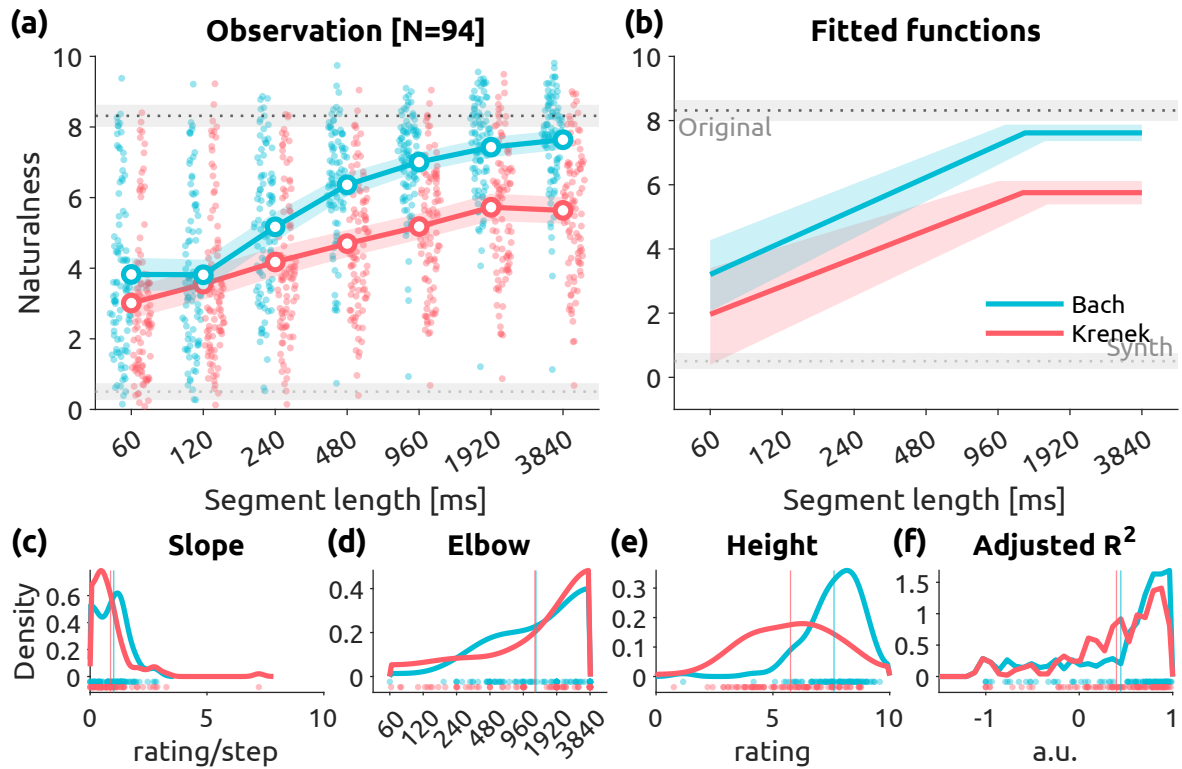 (a) Observation [N=94]
(b) Fitted functions
Naturalness
10
8
6
4
2
0
60 120 240 480 960 1920 3840
Segment length [ms]
10
8
6
4
2
0
Original
Bach
Krenek
Synth
60 120 240 480 960 1920 3840
Segment length [ms]
(c) Slope
Density
0.6
0.4
0.2
0
0 5 10
rating/step
(d) Elbow
0.4
0.2
0
60 120 240 480 960 1920 3840
(e) Height
0.3
0.2
0.1
0
0 5 10
rating
(f) Adjusted R²
1.5
1
0.5
0
-1 0 1
a.u.